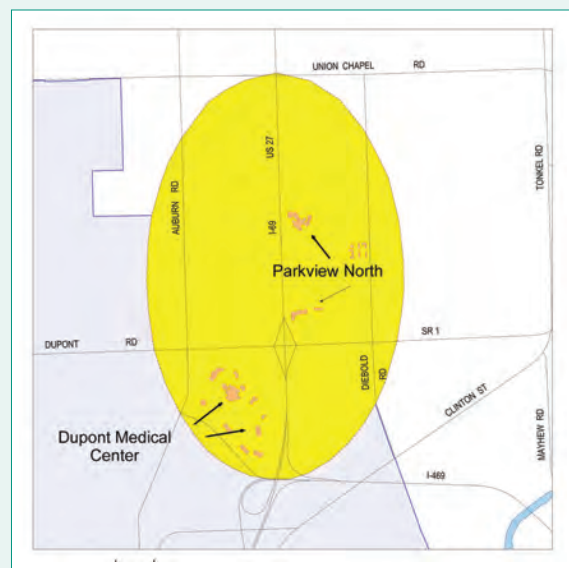 UNION CHAPEL RD
US 27
TONKEL RD
AUBURN RD
I-69
Parkview North
DUPONT RD
SR 1
DIEBOLD RD
CLINTON ST
MAYHEW RD
Dupont Medical
Center
I-469